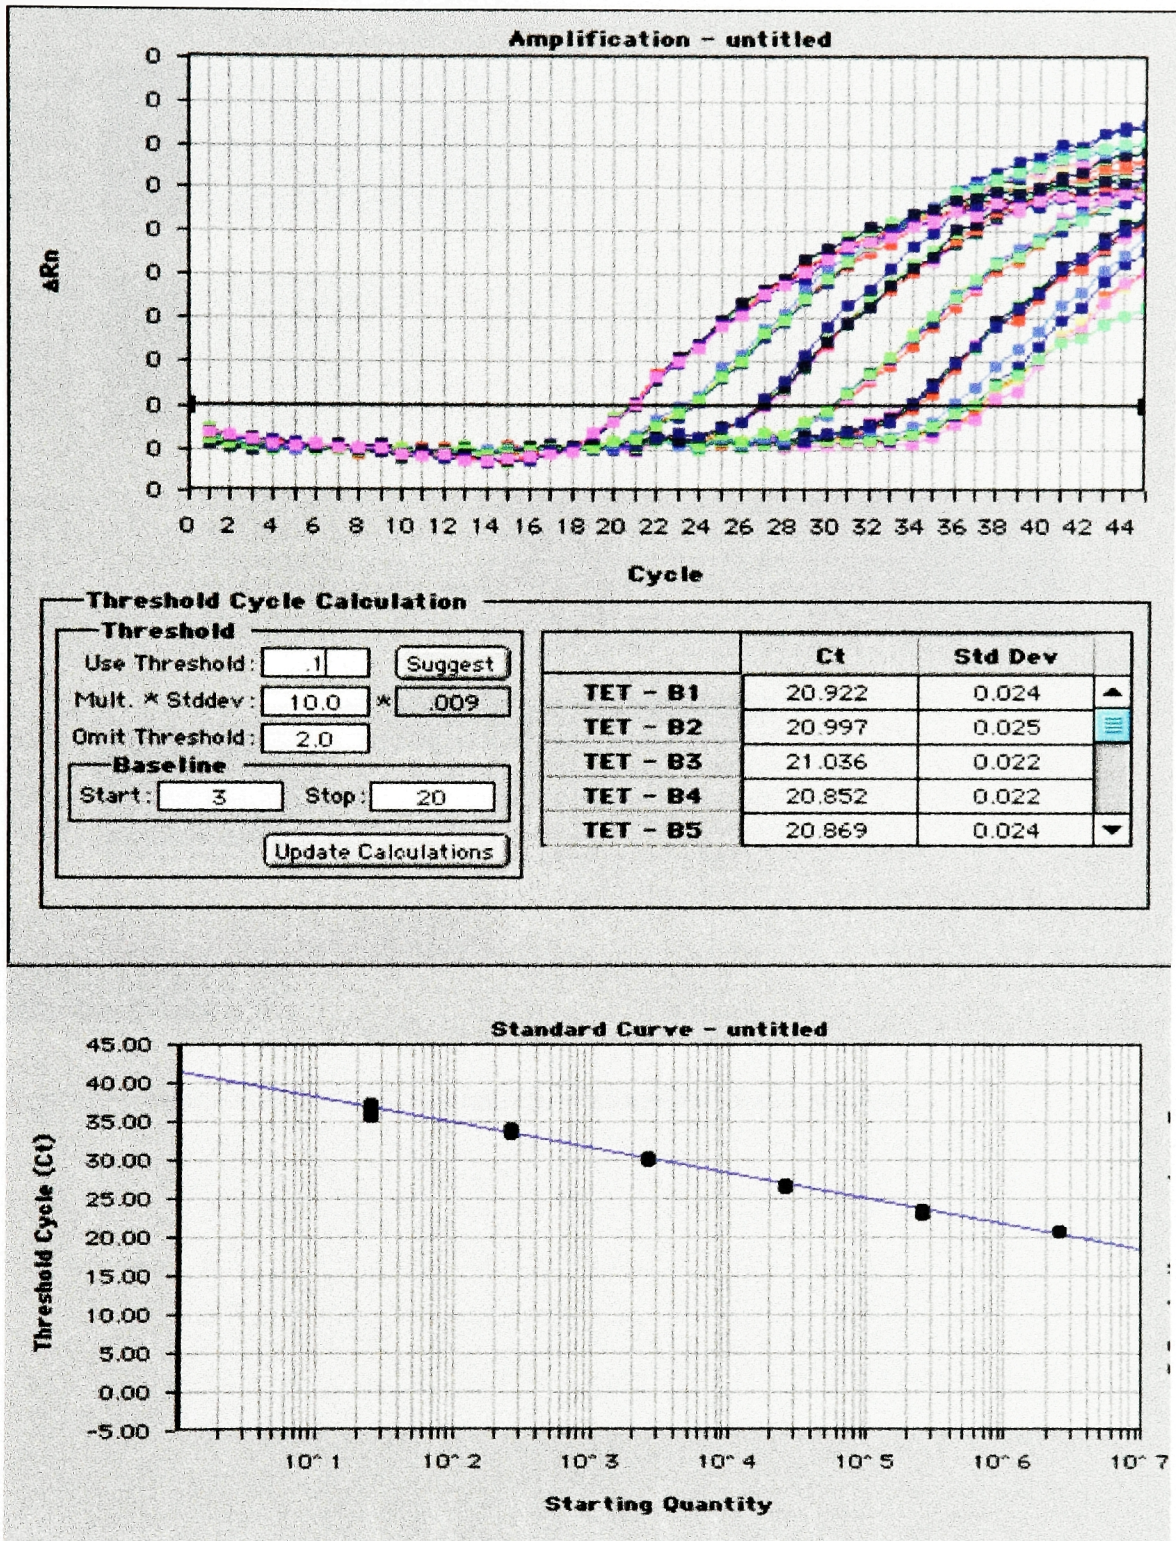 Amplification - untitled
0
0
0
0
0
0
0
0
0
0
0
ΔRn
0 2 4 6 8 10 12 14 16 18 20 22 24 26 28 30 32 34 36 38 40 42 44
Cycle
Threshold Cycle Calculation
Threshold
Use Threshold: .1 Suggest
Mult. * Stddev: 10.0 * .009
Omit Threshold: 2.0
Baseline
Start: 3 Stop: 20
Update Calculations
Ct Std Dev
TET - B1 20.922 0.024
TET - B2 20.997 0.025
TET - B3 21.036 0.022
TET - B4 20.852 0.022
TET - B5 20.869 0.024
Standard Curve - untitled
45.00
40.00
35.00
30.00
25.00
20.00
15.00
10.00
5.00
0.00
-5.00
Threshold Cycle (Ct)
10^1 10^2 10^3 10^4 10^5 10^6 10^7
Starting Quantity